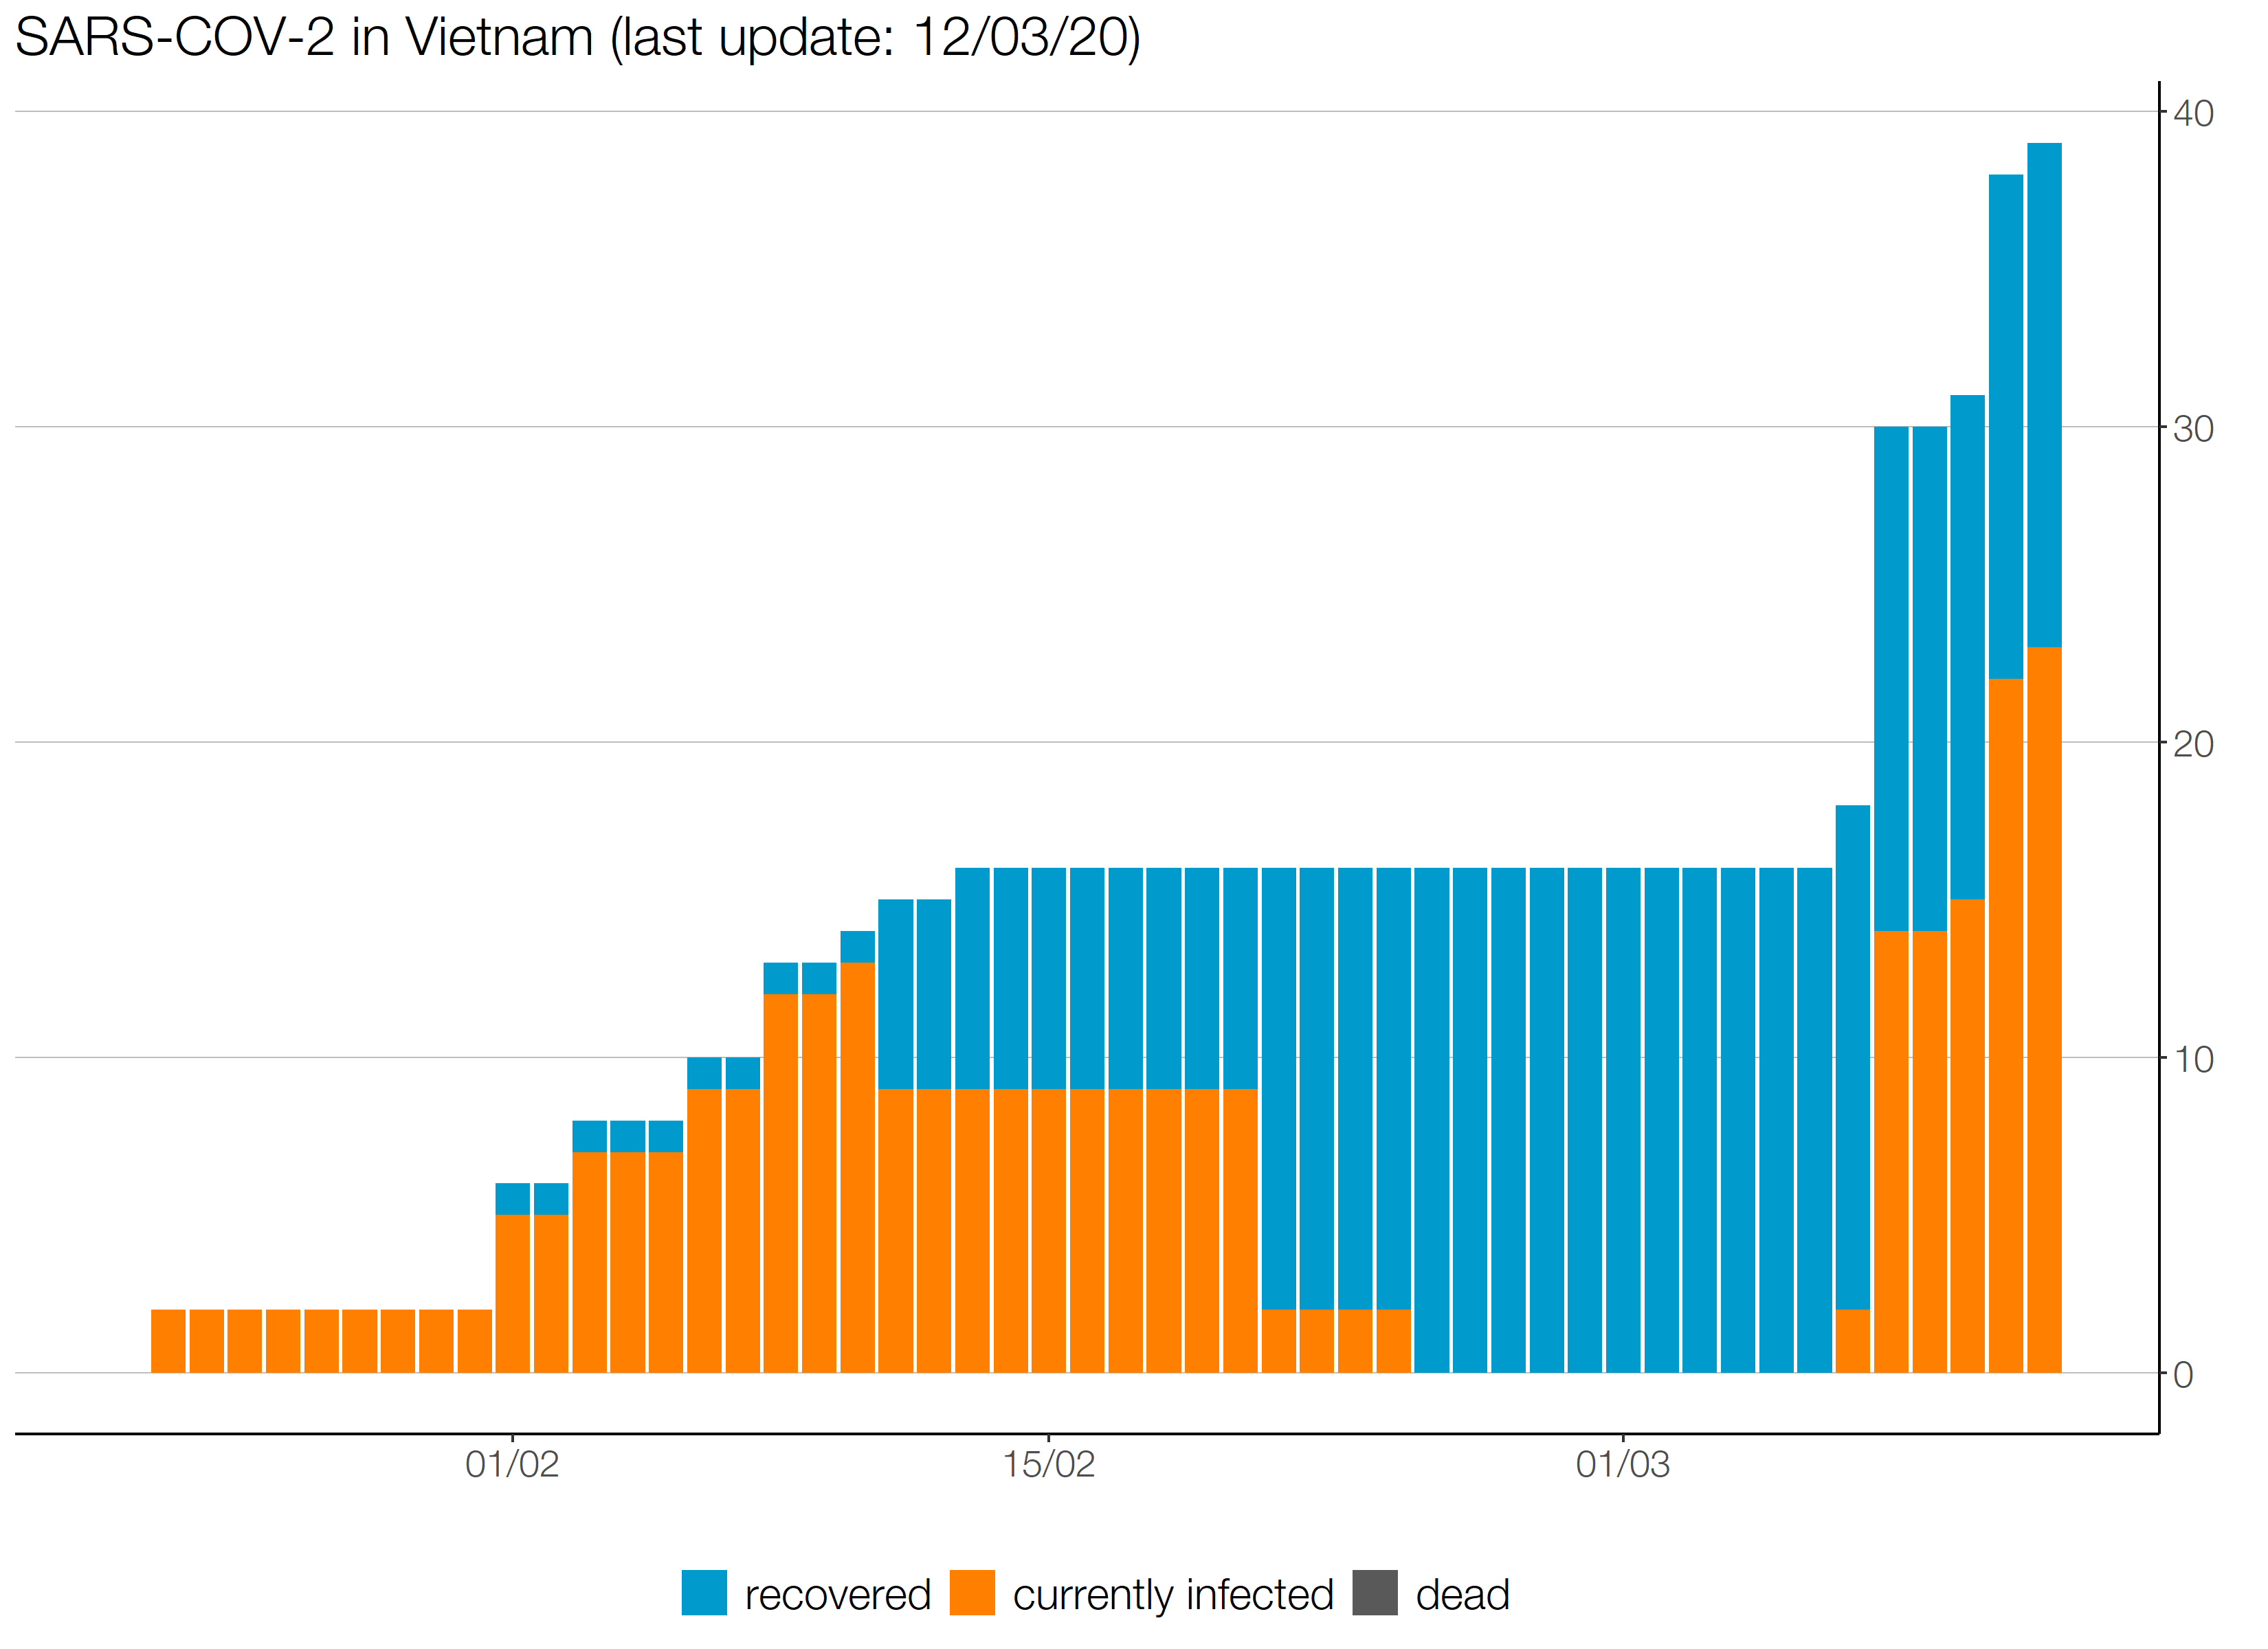 SARS-COV-2 in Vietnam (last update: 12/03/20)
40
30
20
10
0
01/02 15/02 01/03
recovered currently infected dead